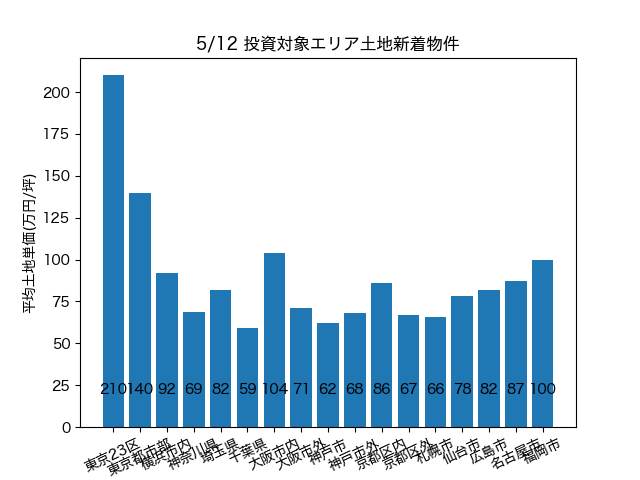 5/12 投資対象エリア土地新着物件
平均土地単価(万円/坪)
200
175
150
125
100
75
50
25
0
210 140 92 69 82 59 104 71 62 68 86 67 66 78 82 87 100
東京23区
東京都市部
横浜市内
神奈川県
埼玉県
千葉県
大阪市内
大阪市外
神戸市
神戸市外
京都区内
京都区外
札幌市
仙台市
広島市
名古屋市
福岡市